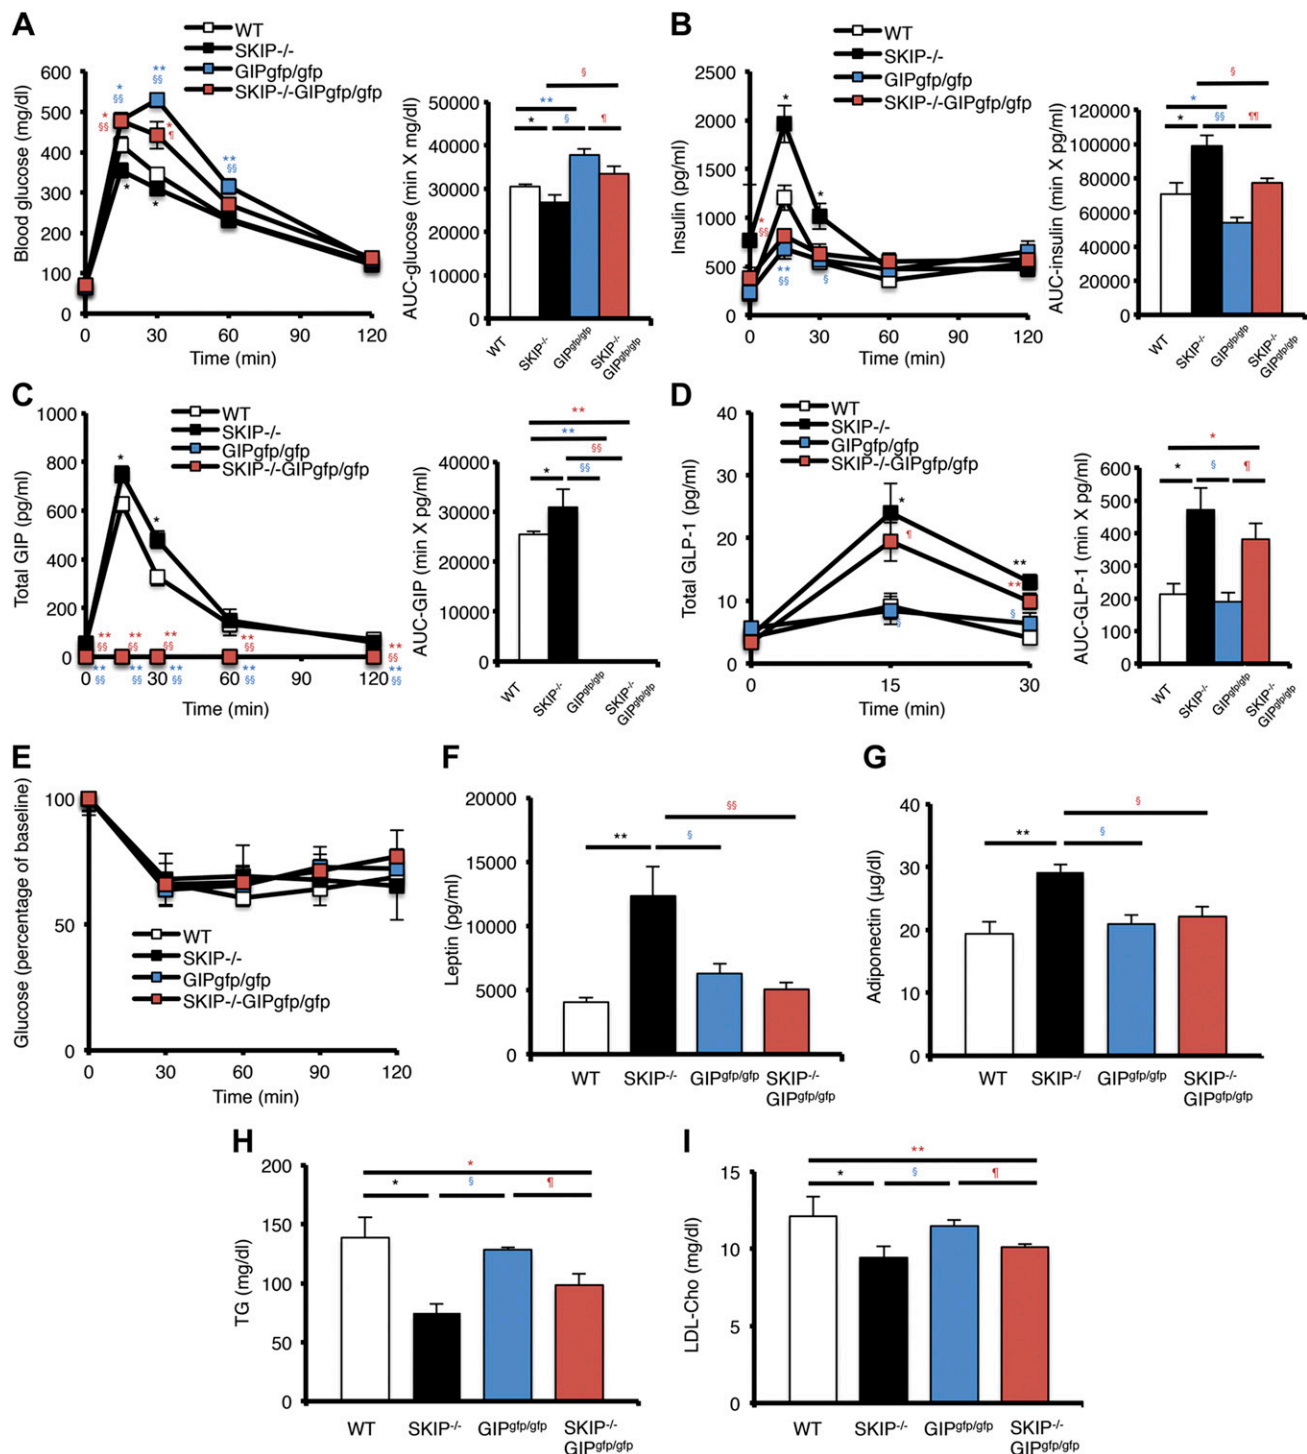 A
WT
SKIP-/-
GIPgfp/gfp
SKIP-/-GIPgfp/gfp
Blood glucose (mg/dl)
600
500
400
300
200
100
0
* §§
* §§
** §§
* ¶
** §§
*
*
0 30 60 90 120
Time (min)
AUC-glucose (min X mg/dl)
50000
40000
30000
20000
10000
0
§
**
* § ¶
WT
SKIP-/-
GIPgfp/gfp
SKIP-/-
GIPgfp/gfp
B
WT
SKIP-/-
GIPgfp/gfp
SKIP-/-GIPgfp/gfp
Insulin (pg/ml)
2500
2000
1500
1000
500
0
*
*
* §§
** §§
§
0 30 60 90 120
Time (min)
AUC-insulin (min X pg/ml)
120000
100000
80000
60000
40000
20000
0
§
*
* §§ ¶¶
WT
SKIP-/-
GIPgfp/gfp
SKIP-/-
GIPgfp/gfp
C
WT
SKIP-/-
GIPgfp/gfp
SKIP-/-GIPgfp/gfp
Total GIP (pg/ml)
1000
800
600
400
200
0
*
*
** ** ** ** **
§§ §§ §§ §§ §§
** ** ** ** **
§§ §§ §§ §§ §§
0 30 60 90 120
Time (min)
AUC-GIP (min X pg/ml)
40000
30000
20000
10000
0
**
**
§§
* §§
WT
SKIP-/-
GIPgfp/gfp
SKIP-/-
GIPgfp/gfp
D
WT
SKIP-/-
GIPgfp/gfp
SKIP-/-GIPgfp/gfp
Total GLP-1 (pg/ml)
40
30
20
10
0
*
¶
**
**
§
§
0 15 30
Time (min)
AUC-GLP-1 (min X pg/ml)
600
500
400
300
200
100
0
*
* § ¶
WT
SKIP-/-
GIPgfp/gfp
SKIP-/-
GIPgfp/gfp
E
Glucose (percentage of baseline)
100
50
0
WT
SKIP-/-
GIPgfp/gfp
SKIP-/-GIPgfp/gfp
0 30 60 90 120
Time (min)
F
Leptin (pg/ml)
20000
15000
10000
5000
0
§§
** §
WT SKIP-/- GIPgfp/gfp SKIP-/-
GIPgfp/gfp
G
Adiponectin (µg/dl)
40
30
20
10
0
§
** §
WT SKIP-/ GIPgfp/gfp SKIP-/-
GIPgfp/gfp
H
TG (mg/dl)
200
150
100
50
0
*
* § ¶
WT SKIP-/- GIPgfp/gfp SKIP-/-
GIPgfp/gfp
I
LDL-Cho (mg/dl)
15
10
5
0
**
* § ¶
WT SKIP-/- GIPgfp/gfp SKIP-/-
GIPgfp/gfp